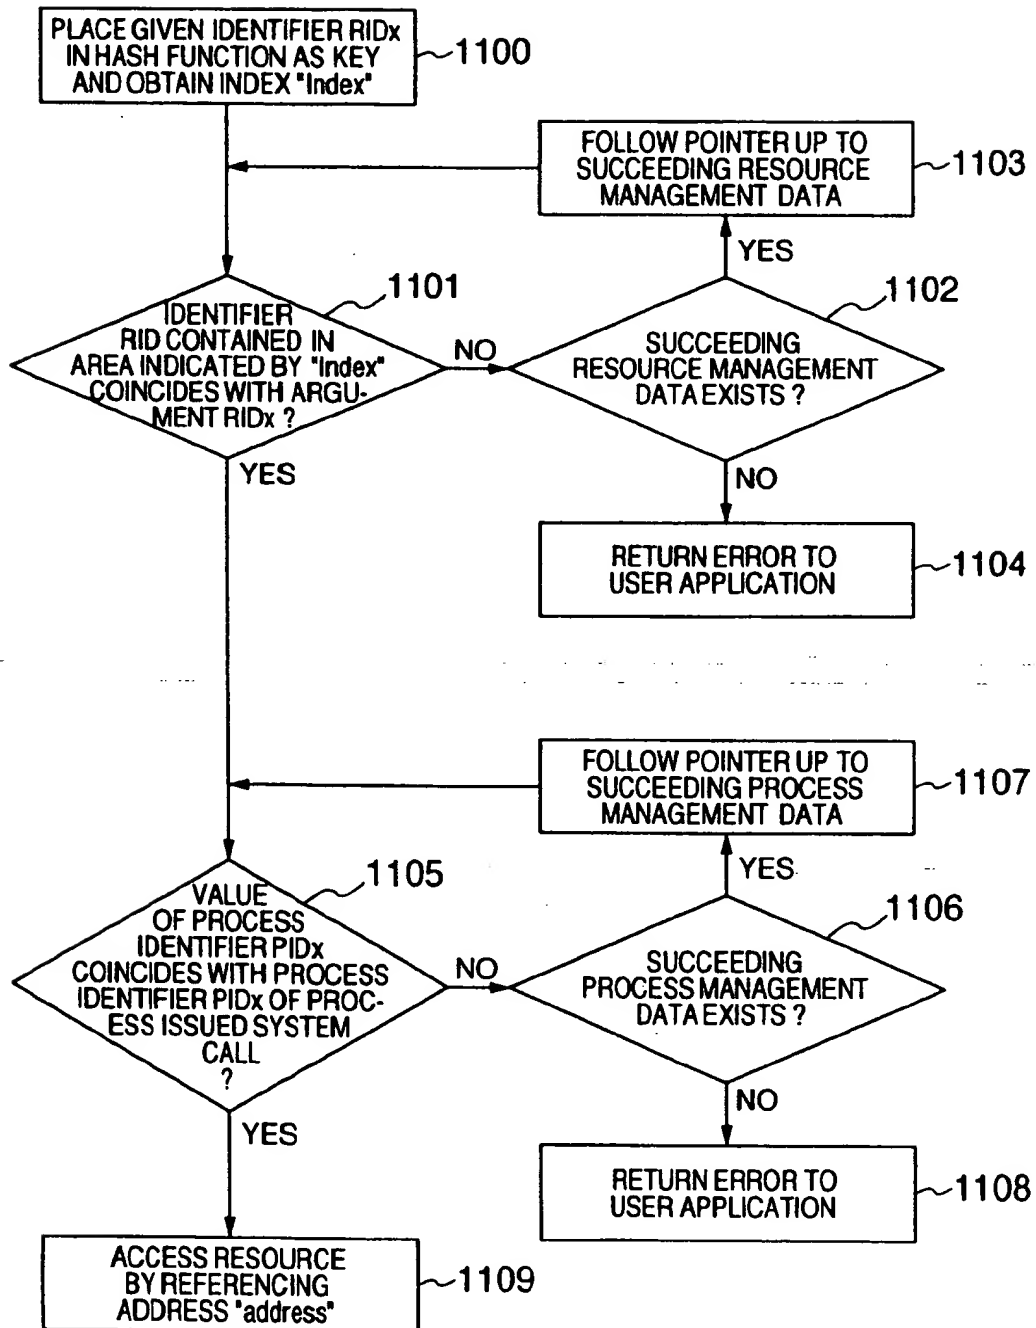 PLACE GIVEN IDENTIFIER RIDx
IN HASH FUNCTION AS KEY
AND OBTAIN INDEX "Index"
1100
FOLLOW POINTER UP TO
SUCCEEDING RESOURCE
MANAGEMENT DATA
1103
YES
1101
IDENTIFIER
RID CONTAINED IN
AREA INDICATED BY "Index"
COINCIDES WITH ARGU-
MENT RIDx ?
NO
1102
SUCCEEDING
RESOURCE MANAGEMENT
DATA EXISTS ?
YES
NO
RETURN ERROR TO
USER APPLICATION
1104
FOLLOW POINTER UP TO
SUCCEEDING PROCESS
MANAGEMENT DATA
1107
YES
1105
VALUE
OF PROCESS
IDENTIFIER PIDx
COINCIDES WITH PROCESS
IDENTIFIER PIDx OF PROC-
ESS ISSUED SYSTEM
CALL
?
NO
1106
SUCCEEDING
PROCESS MANAGEMENT
DATA EXISTS ?
YES
NO
RETURN ERROR TO
USER APPLICATION
1108
ACCESS RESOURCE
BY REFERENCING
ADDRESS "address"
1109